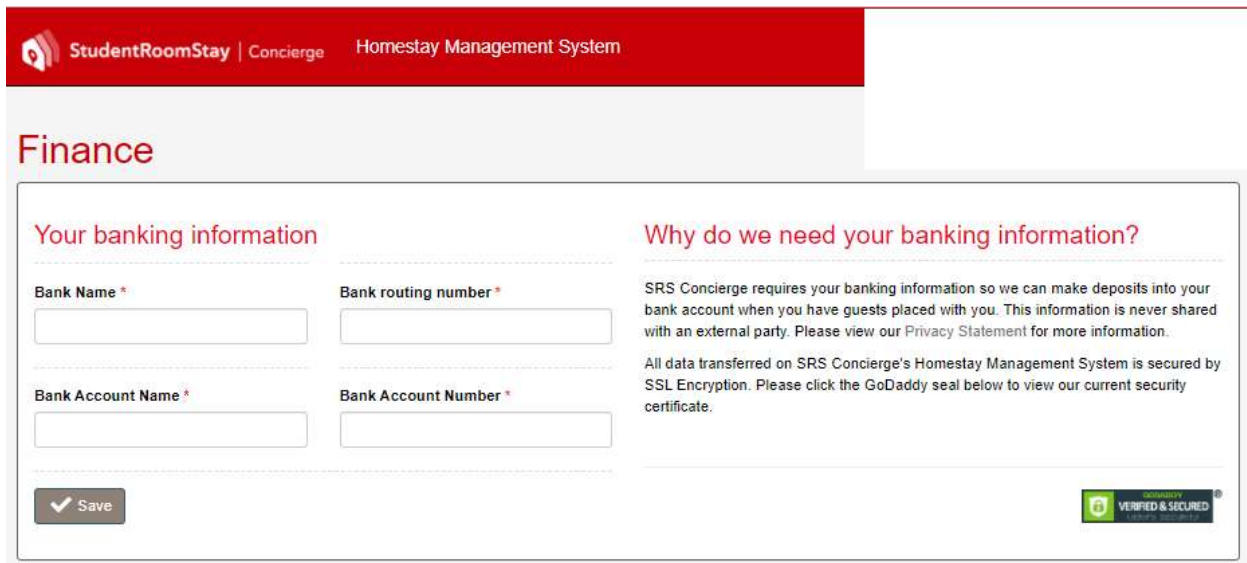 StudentRoomStay | Concierge Homestay Management System
Finance
Your banking information
Bank Name *
Bank routing number *
Bank Account Name *
Bank Account Number *
Save
Why do we need your banking information?
SRS Concierge requires your banking information so we can make deposits into your
bank account when you have guests placed with you. This information is never shared
with an external party. Please view our Privacy Statement for more information.
All data transferred on SRS Concierge's Homestay Management System is secured by
SSL Encryption. Please click the GoDaddy seal below to view our current security
certificate.
GODADDY
VERIFIED & SECURED
®